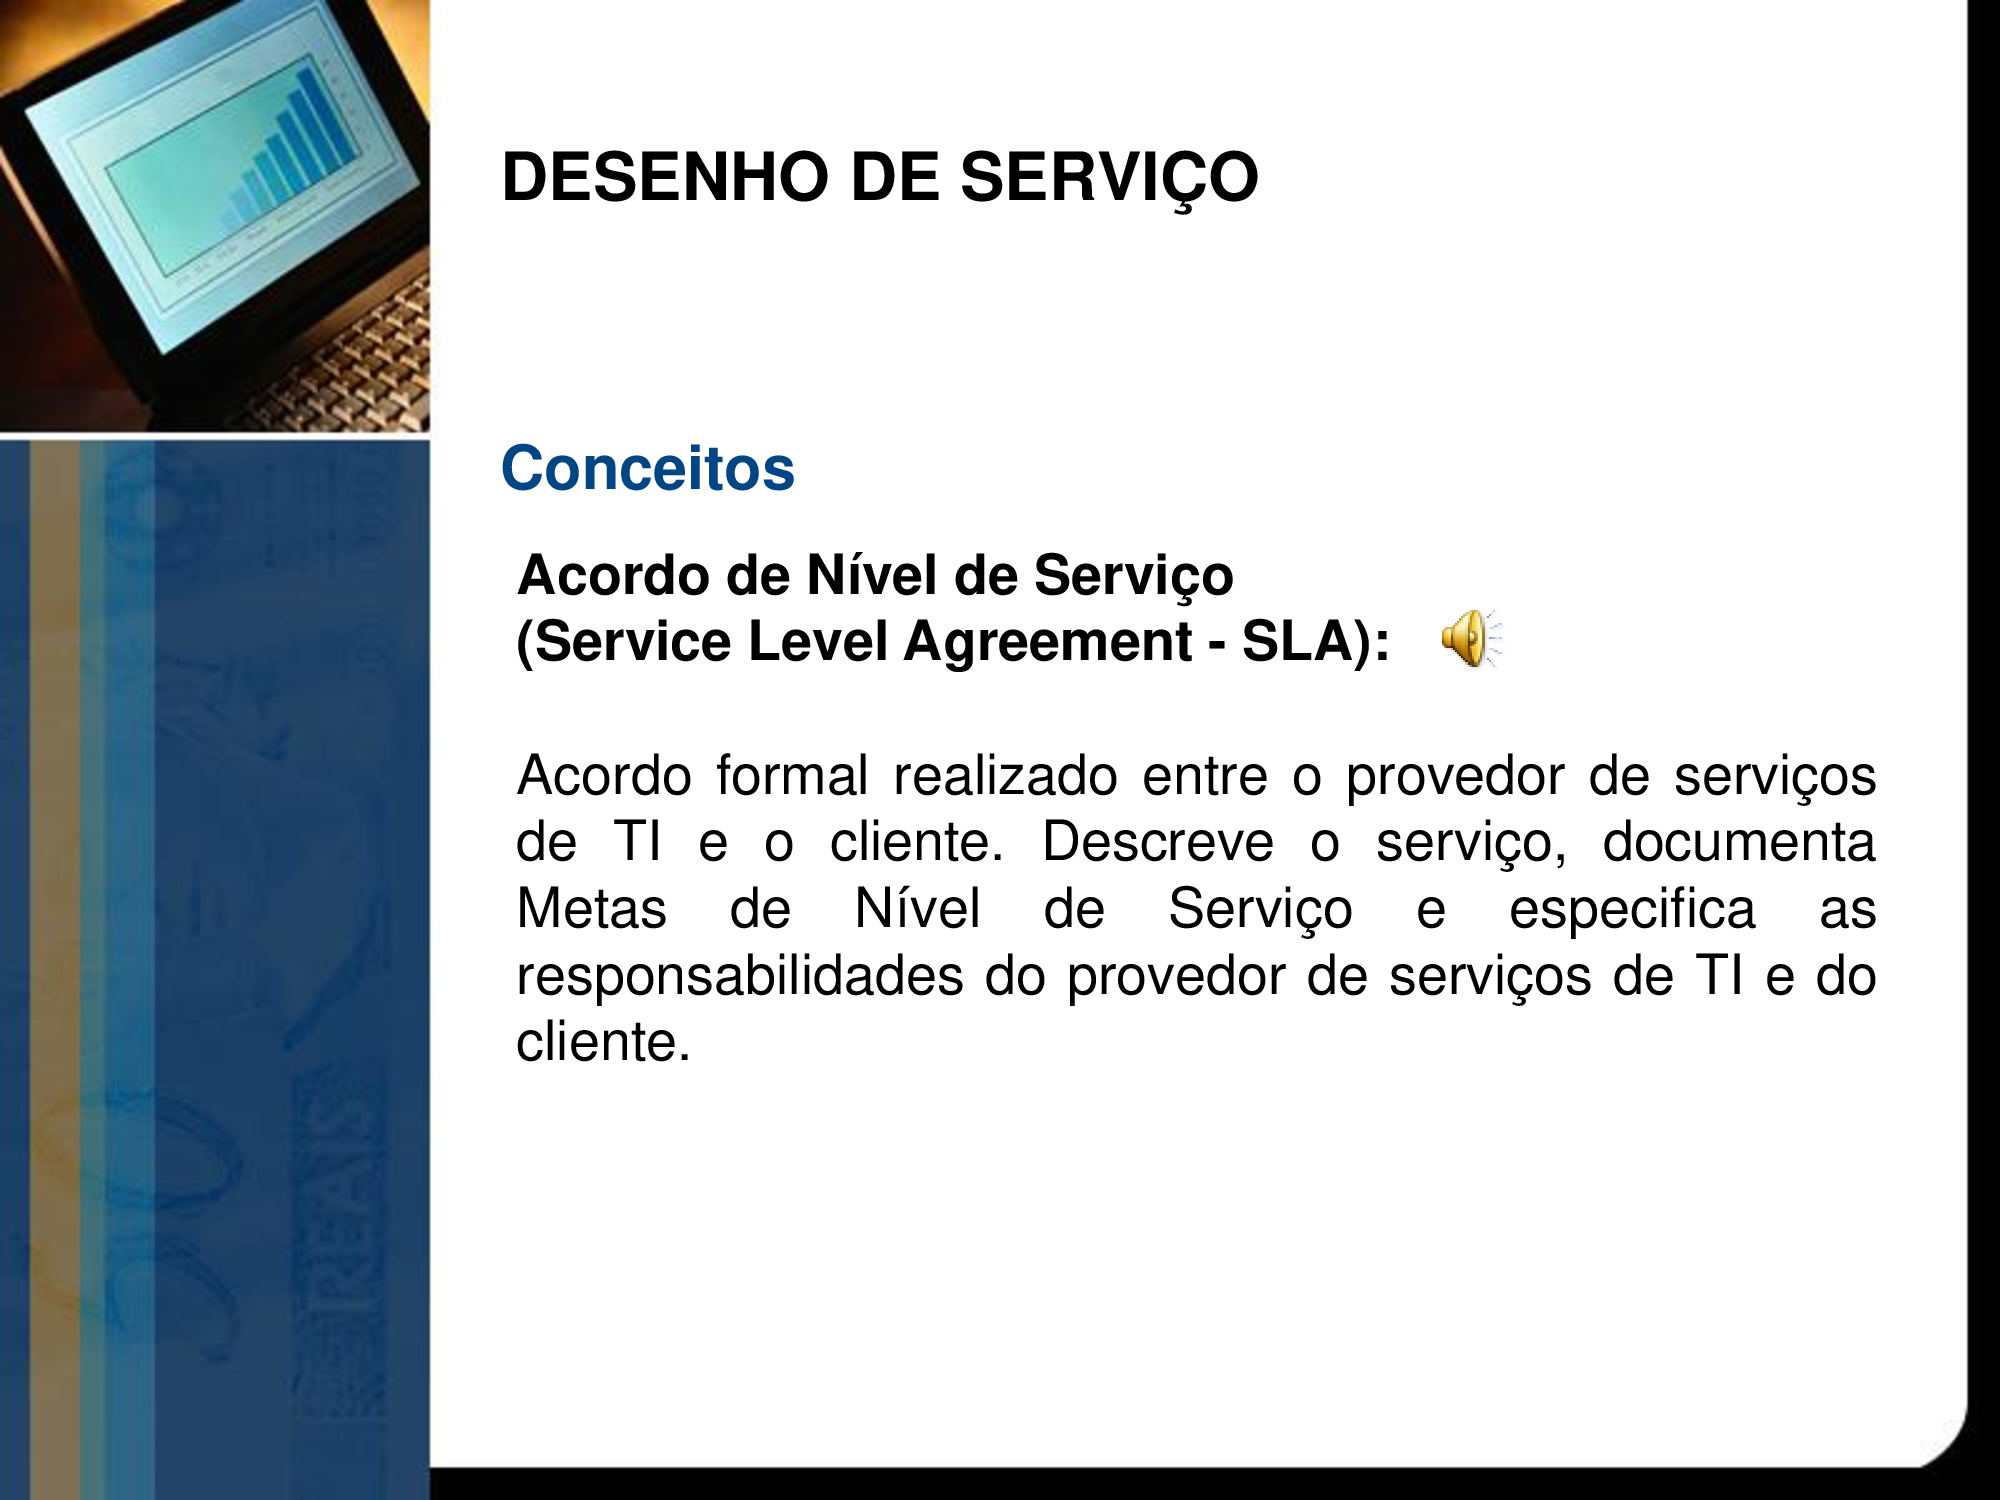 DESENHO DE SERVIÇO
Conceitos
Acordo de Nível de Serviço
(Service Level Agreement - SLA):
Acordo formal realizado entre o provedor de serviços
de TI e o cliente. Descreve o serviço, documenta
Metas de Nível de Serviço e especifica as
responsabilidades do provedor de serviços de TI e do
cliente.
REAIS